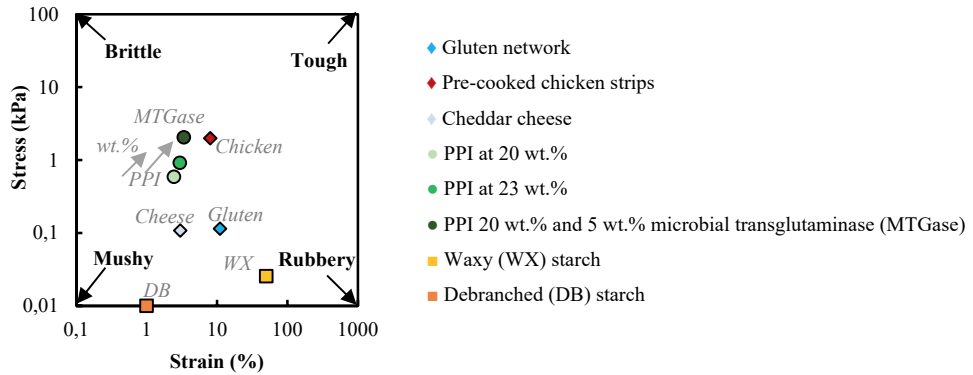 100
10
1
0,1
0,01
Stress (kPa)
Brittle
Tough
MTGase
wt.%
Chicken
PPI
Cheese
Gluten
Mushy
WX
Rubbery
DB
0,1
1
10
100
1000
Strain (%)
Gluten network
Pre-cooked chicken strips
Cheddar cheese
PPI at 20 wt.%
PPI at 23 wt.%
PPI 20 wt.% and 5 wt.% microbial transglutaminase (MTGase)
Waxy (WX) starch
Debranched (DB) starch